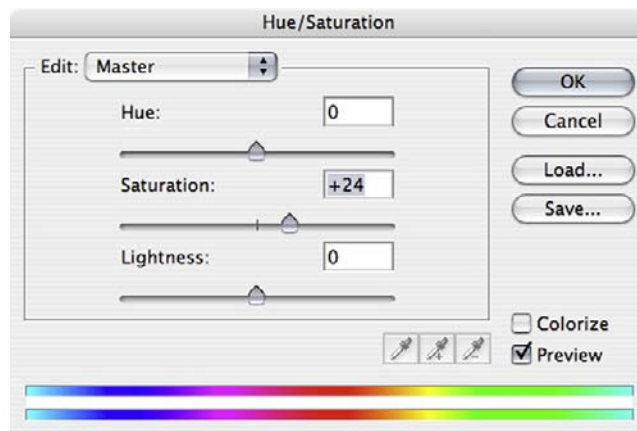 Hue/Saturation
Edit: Master
OK
Hue: 0
Cancel
Load...
Saturation: +24
Save...
Lightness: 0
Colorize
Preview